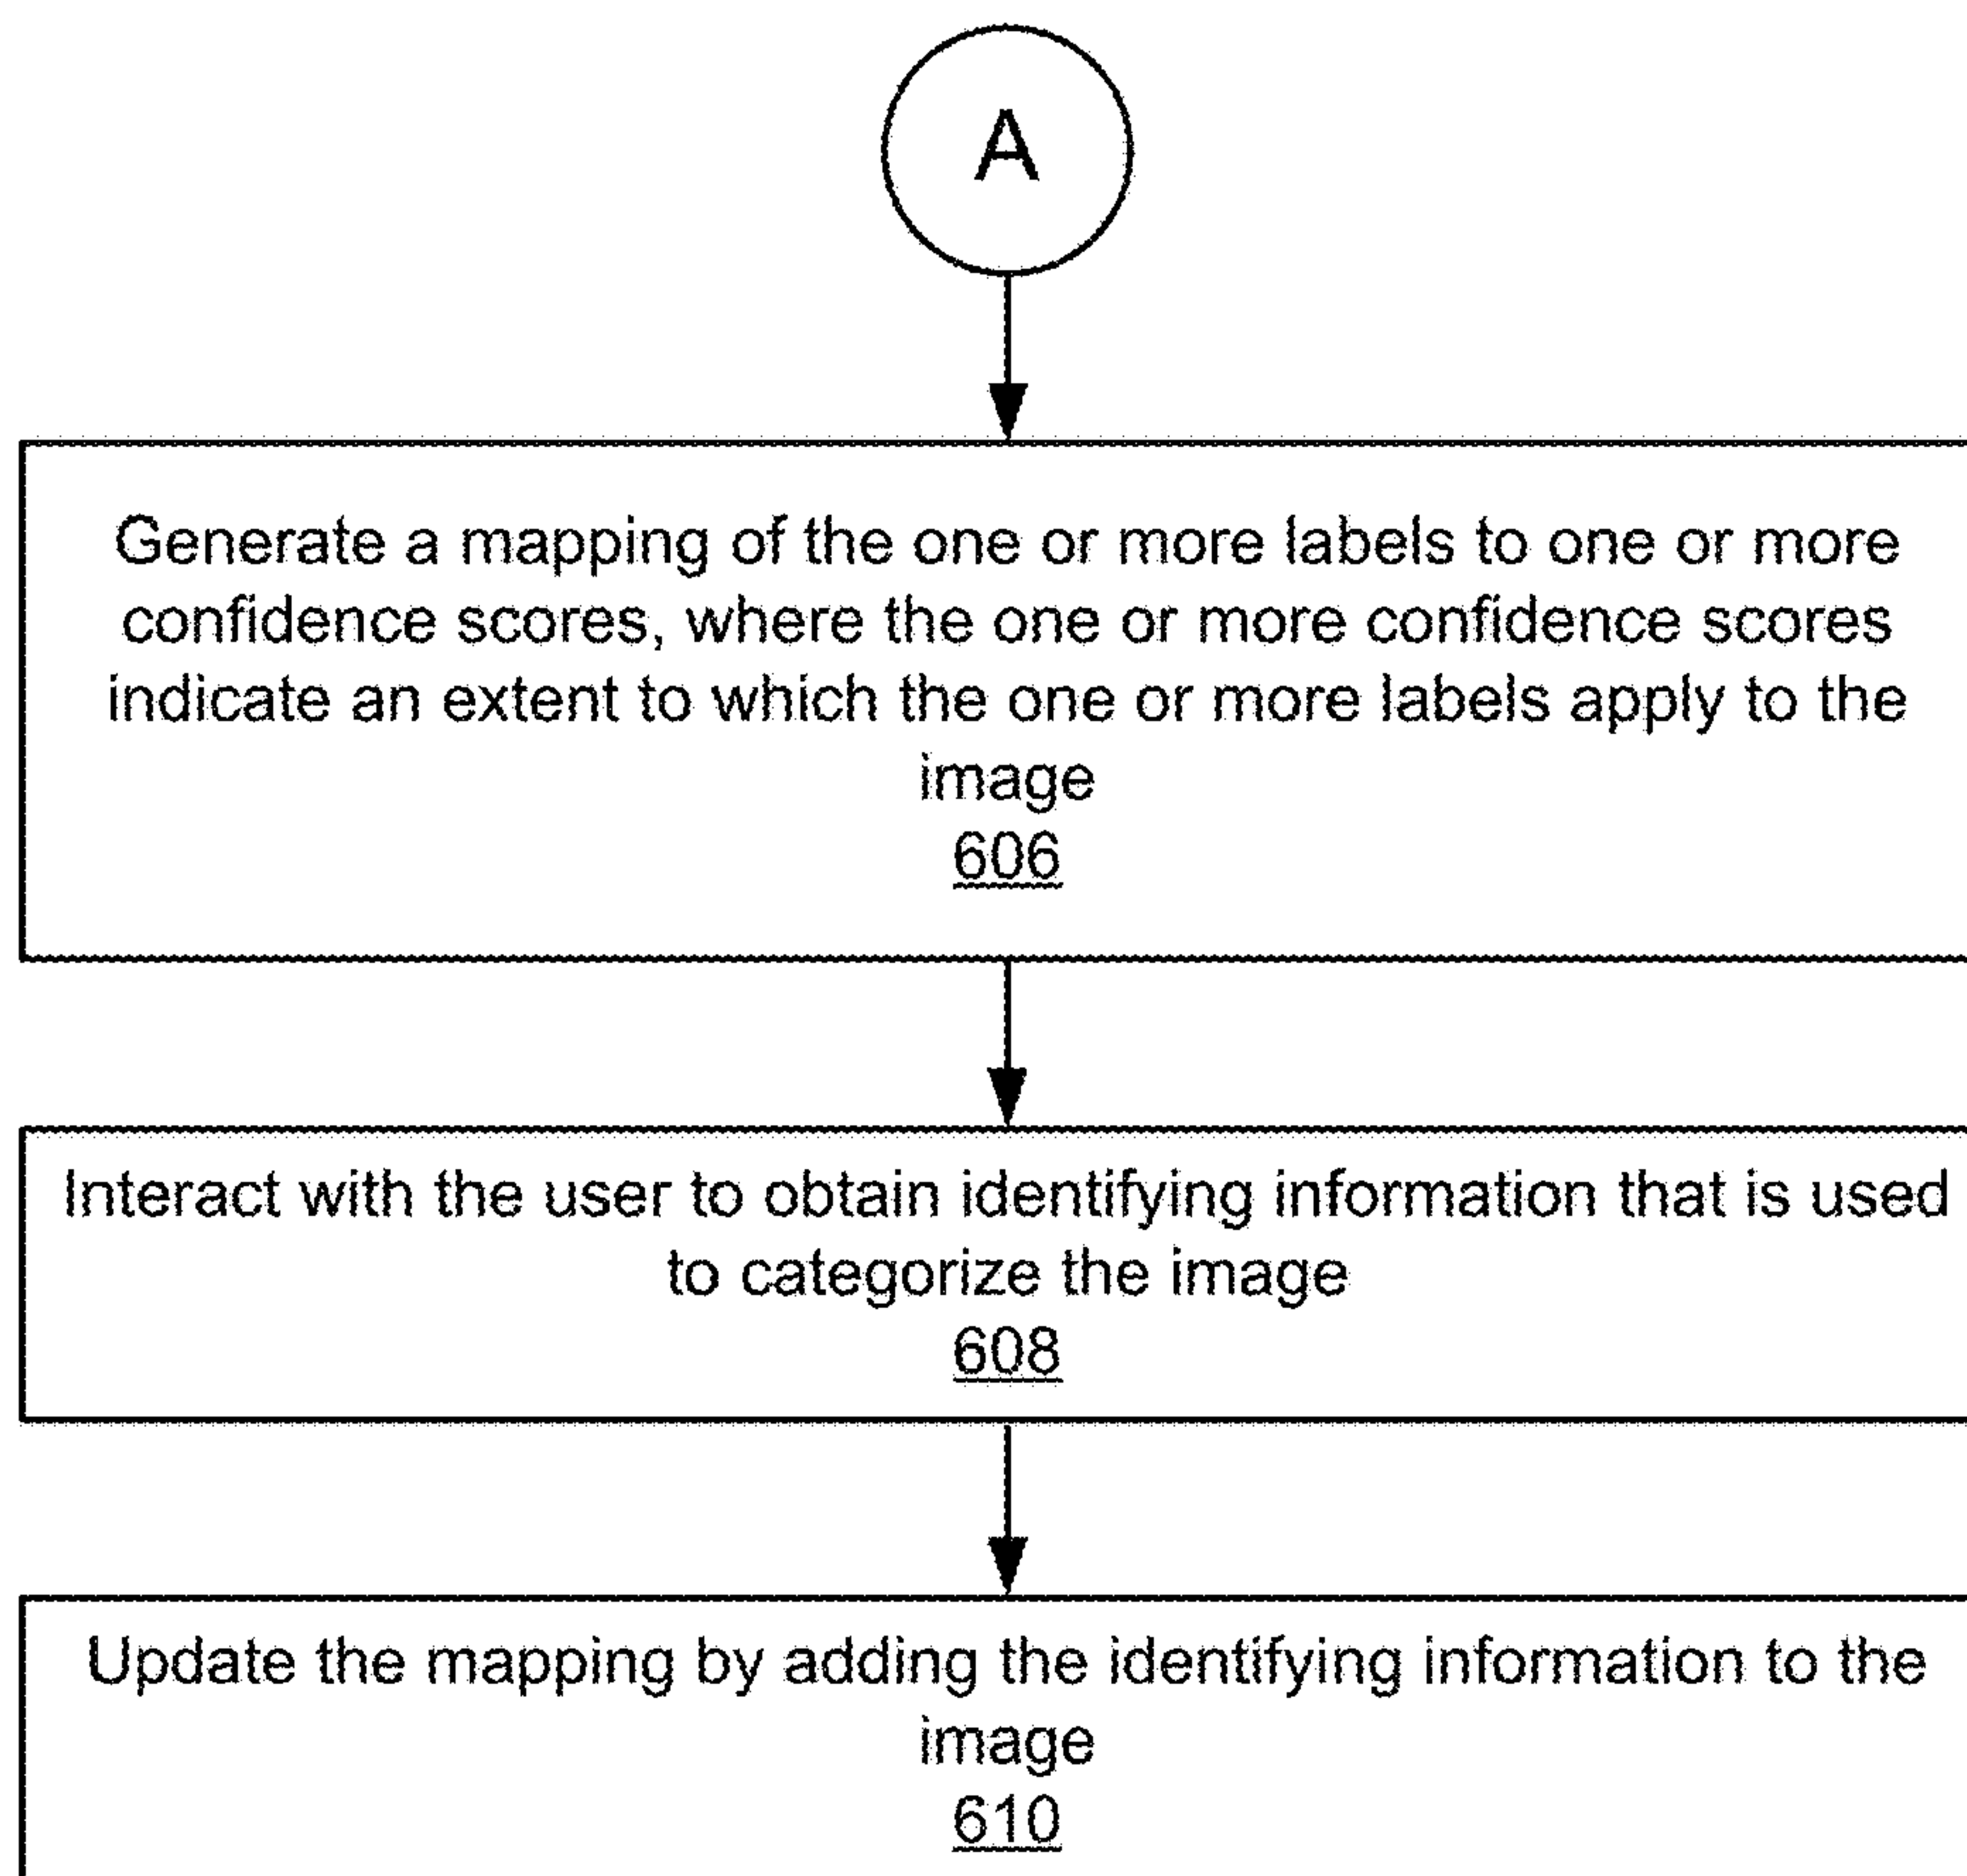 A
Generate a mapping of the one or more labels to one or more
confidence scores, where the one or more confidence scores
indicate an extent to which the one or more labels apply to the
image
606
Interact with the user to obtain identifying information that is used
to categorize the image
608
Update the mapping by adding the identifying information to the
image
610